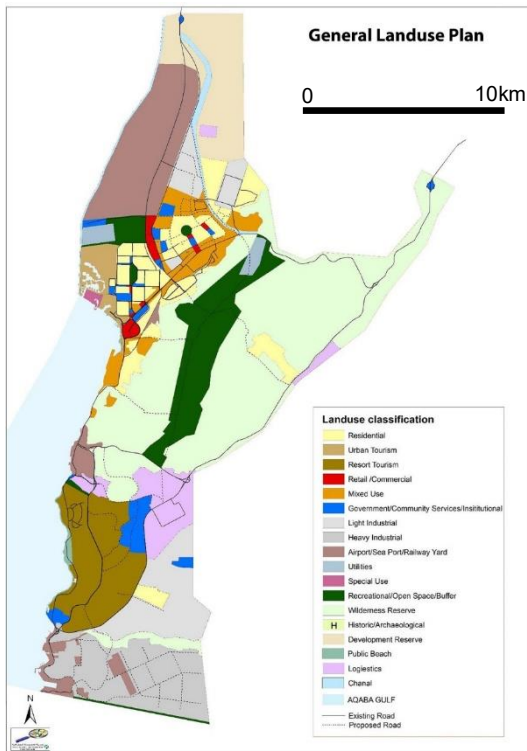 General Landuse Plan
0 10km
Landuse classification
Residential
Urban Tourism
Resort Tourism
Retail /Commercial
Mixed Use
Government/Community Services/Insititutional
Light Industrial
Heavy Industrial
Airport/Sea Port/Railway Yard
Utilities
Special Use
Recreational/Open Space/Buffer
Wilderness Reserve
H Historic/Archaeological
Development Reserve
Public Beach
Logiestics
Chanal
AQABA GULF
Existing Road
Proposed Road
N